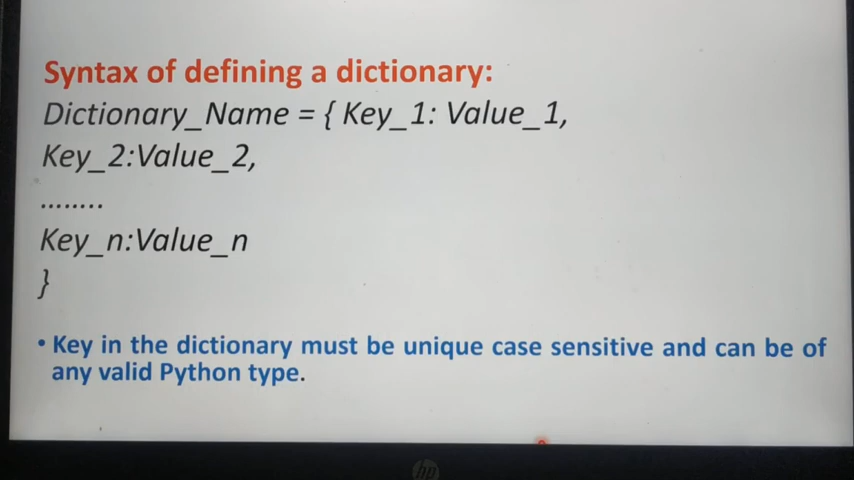 Syntax of defining a dictionary:
Dictionary_Name = { Key_1: Value_1,
Key_2:Value_2,
........
Key_n:Value_n
}
• Key in the dictionary must be unique case sensitive and can be of
any valid Python type.
hp